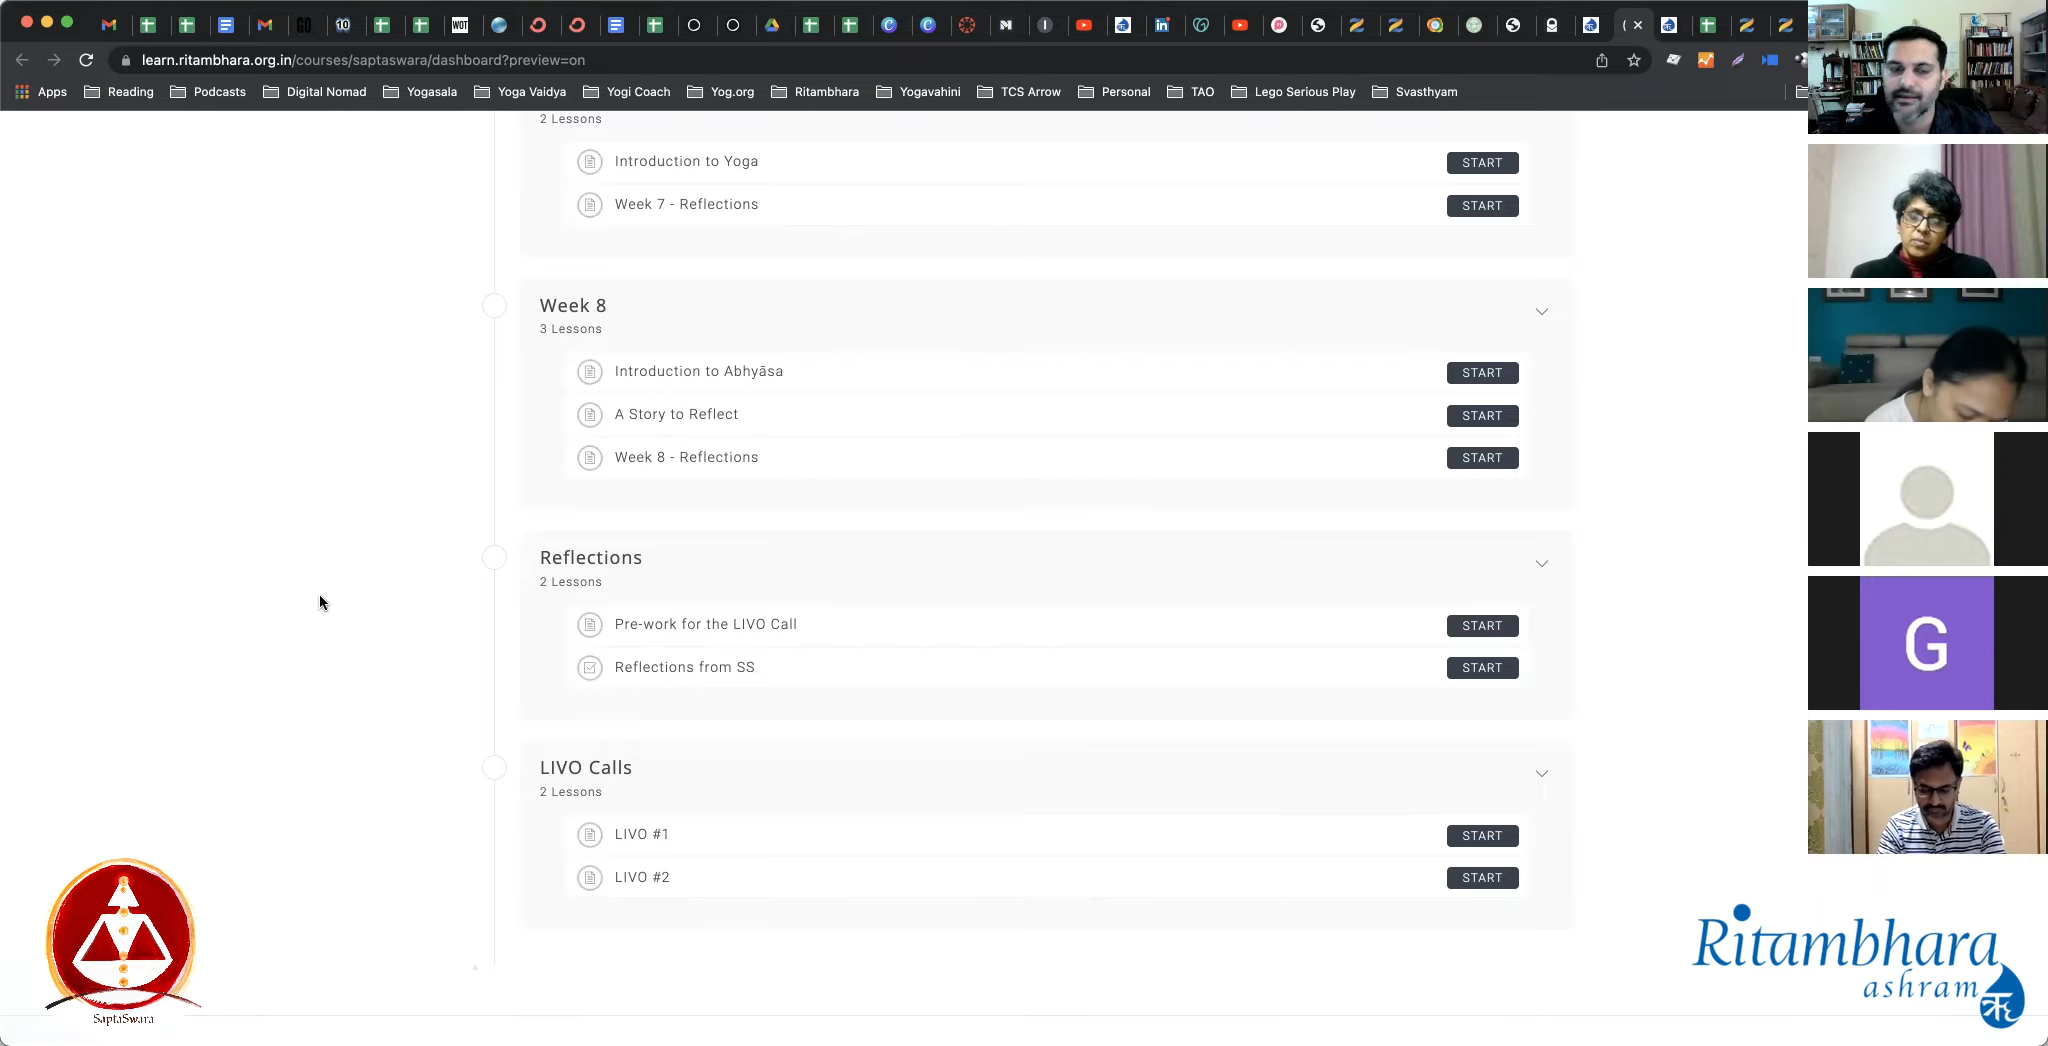 GO
10
WOT
learn.ritambhara.org.in/courses/saptaswara/dashboard?preview=on
Apps Reading Podcasts Digital Nomad Yogasala Yoga Vaidya Yogi Coach Yog.org Ritambhara Yogavahini TCS Arrow Personal TAO Lego Serious Play Svasthyam
2 Lessons
Introduction to Yoga START
Week 7 - Reflections START
Week 8
3 Lessons
Introduction to Abhyāsa START
A Story to Reflect START
Week 8 - Reflections START
Reflections
2 Lessons
Pre-work for the LIVO Call START
Reflections from SS START
G
LIVO Calls
2 Lessons
LIVO #1 START
LIVO #2 START
SaptaSwara
Ritambhara
ashram